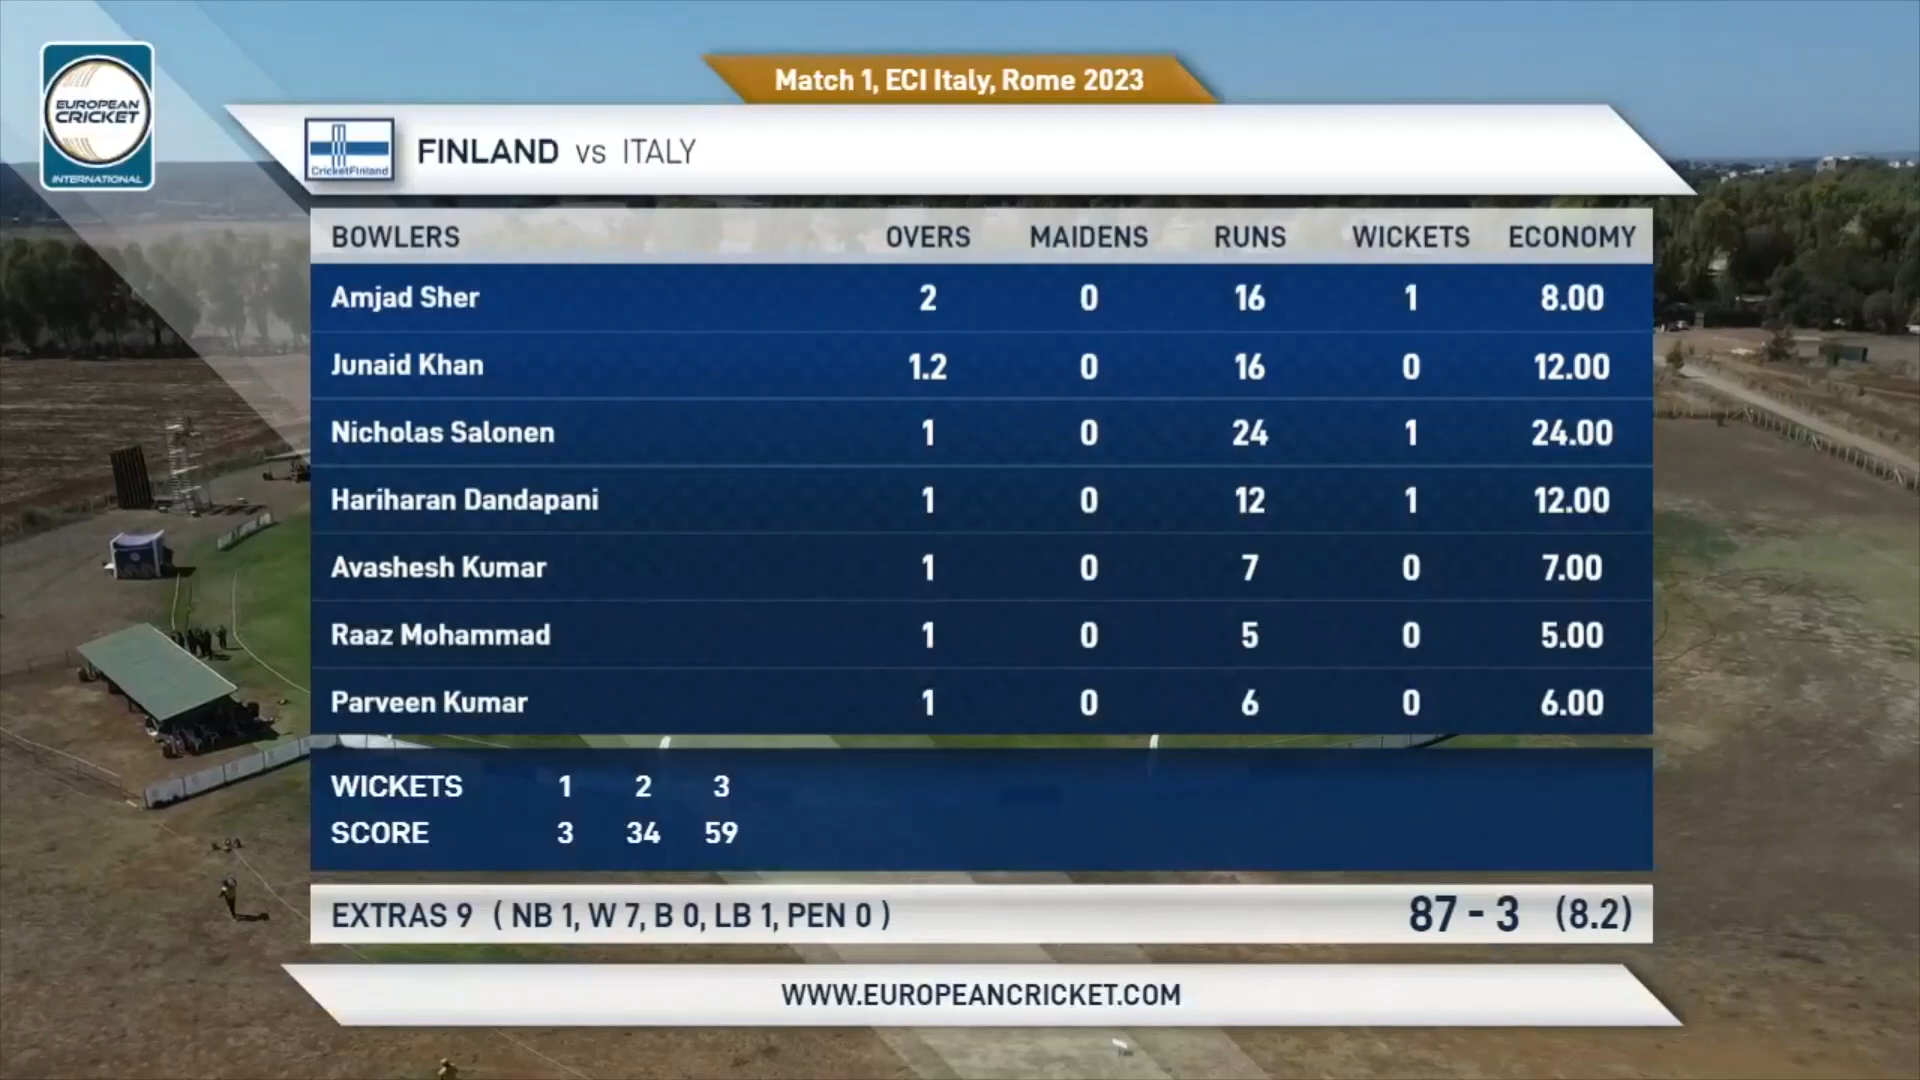 EUROPEAN
CRICKET
INTERNATIONAL
Match 1, ECI Italy, Rome 2023
CricketFinland
FINLAND vs ITALY
BOWLERS OVERS MAIDENS RUNS WICKETS ECONOMY
Amjad Sher 2 0 16 1 8.00
Junaid Khan 1.2 0 16 0 12.00
Nicholas Salonen 1 0 24 1 24.00
Hariharan Dandapani 1 0 12 1 12.00
Avashesh Kumar 1 0 7 0 7.00
Raaz Mohammad 1 0 5 0 5.00
Parveen Kumar 1 0 6 0 6.00
WICKETS 1 2 3
SCORE 3 34 59
EXTRAS 9 ( NB 1, W 7, B 0, LB 1, PEN 0 ) 87 - 3 (8.2)
WWW.EUROPEANCRICKET.COM